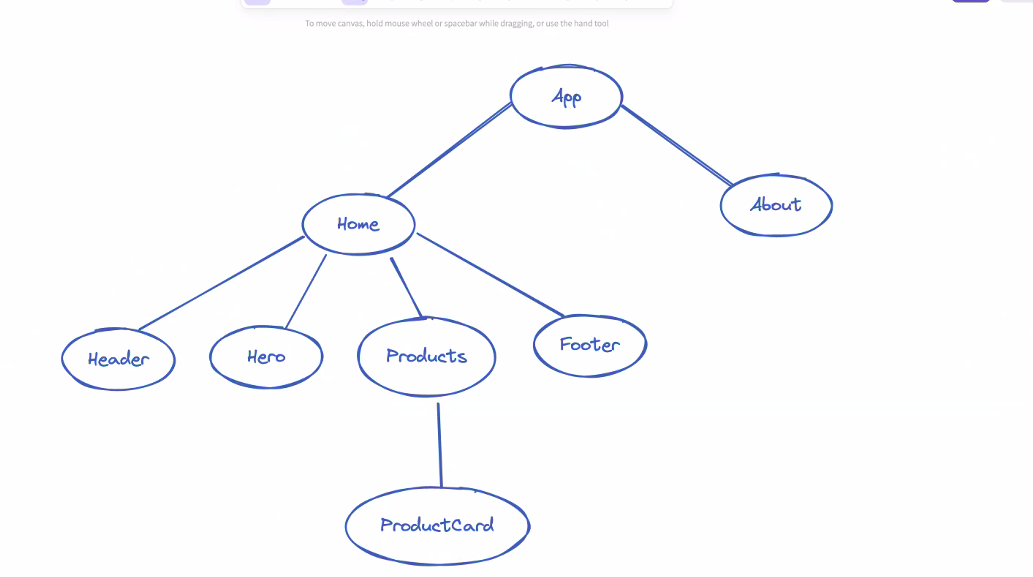 To move canvas, hold mouse wheel or spacebar while dragging, or use the hand tool
App
About
Home
Header
Hero
Products
Footer
ProductCard